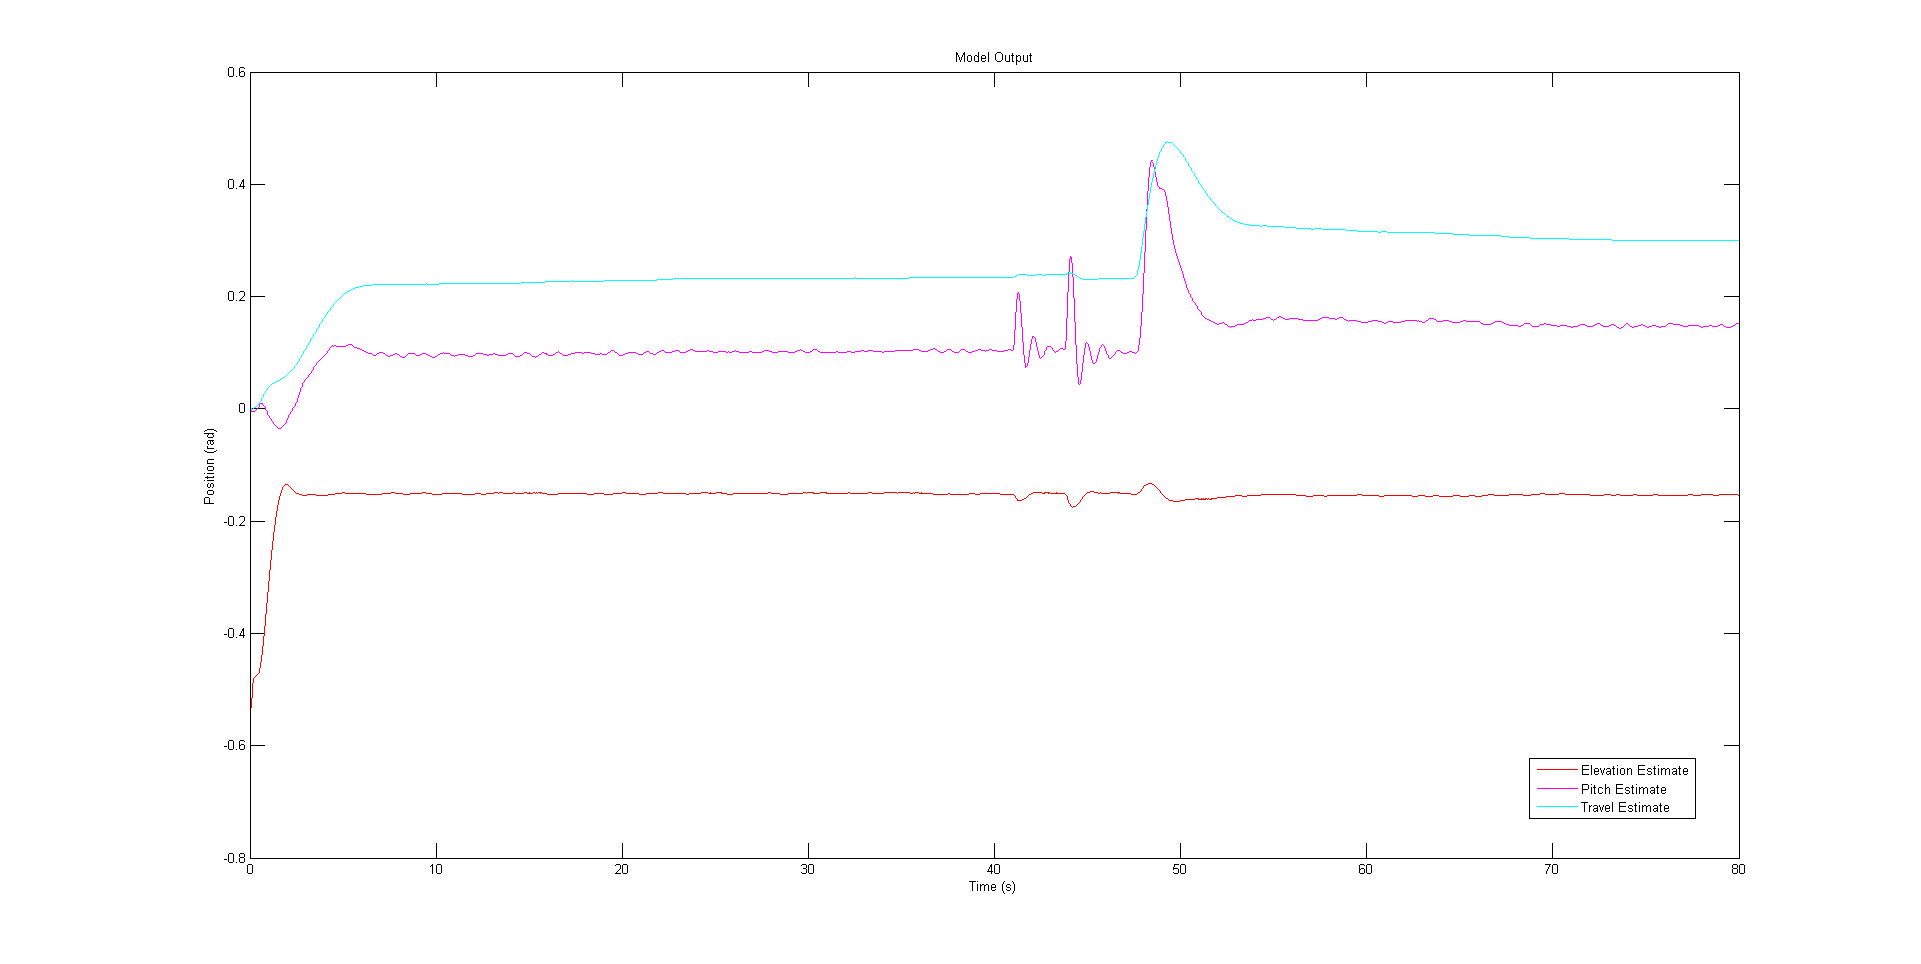 Model Output
0.6
0.4
0.2
0
-0.2
-0.4
-0.6
-0.8
Position (rad)
0 10 20 30 40 50 60 70 80
Time (s)
Elevation Estimate
Pitch Estimate
Travel Estimate